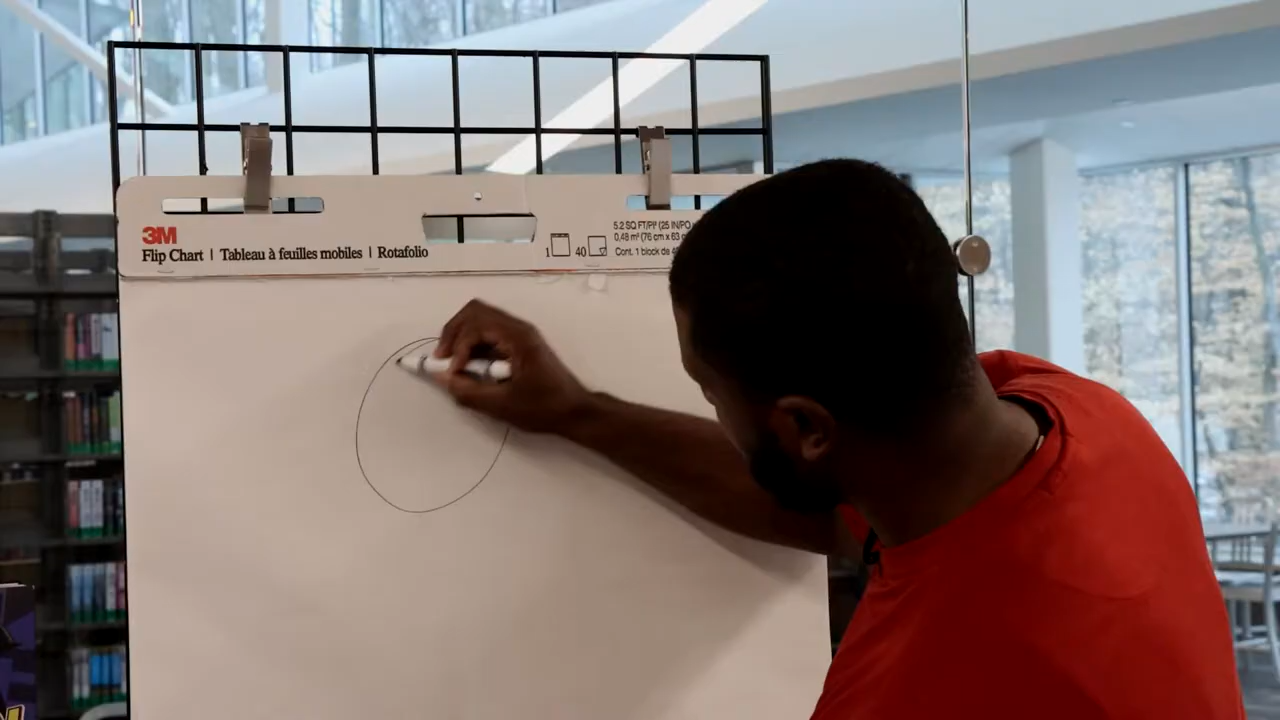 3M
Flip Chart | Tableau à feuilles mobiles | Rotafolio
1 40
5.2 SQ FT/PI² (25 IN/PO
0,48 m² (76 cm x 63
Cont. 1 block de